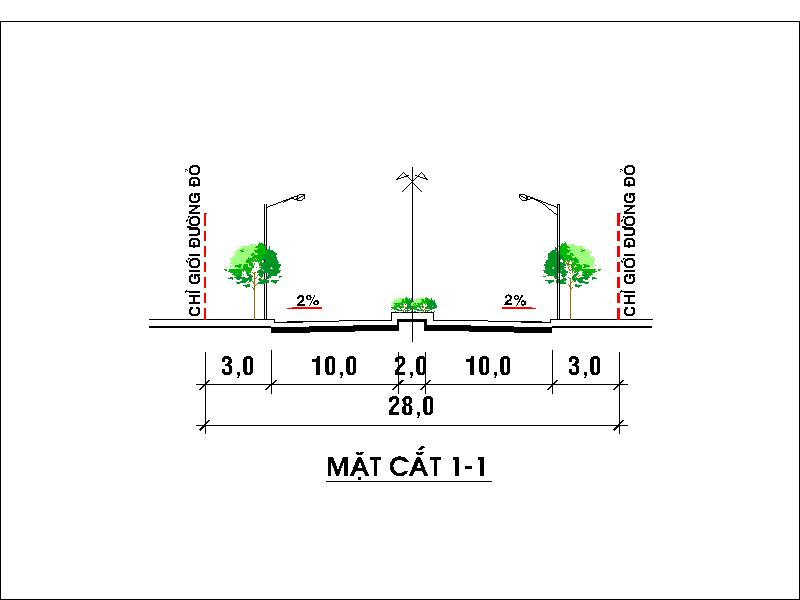 CHỈ GIỚI ĐƯỜNG ĐỎ
CHỈ GIỚI ĐƯỜNG ĐỎ
2%
2%
3,0
10,0
2,0
10,0
3,0
28,0
MẶT CẮT 1-1